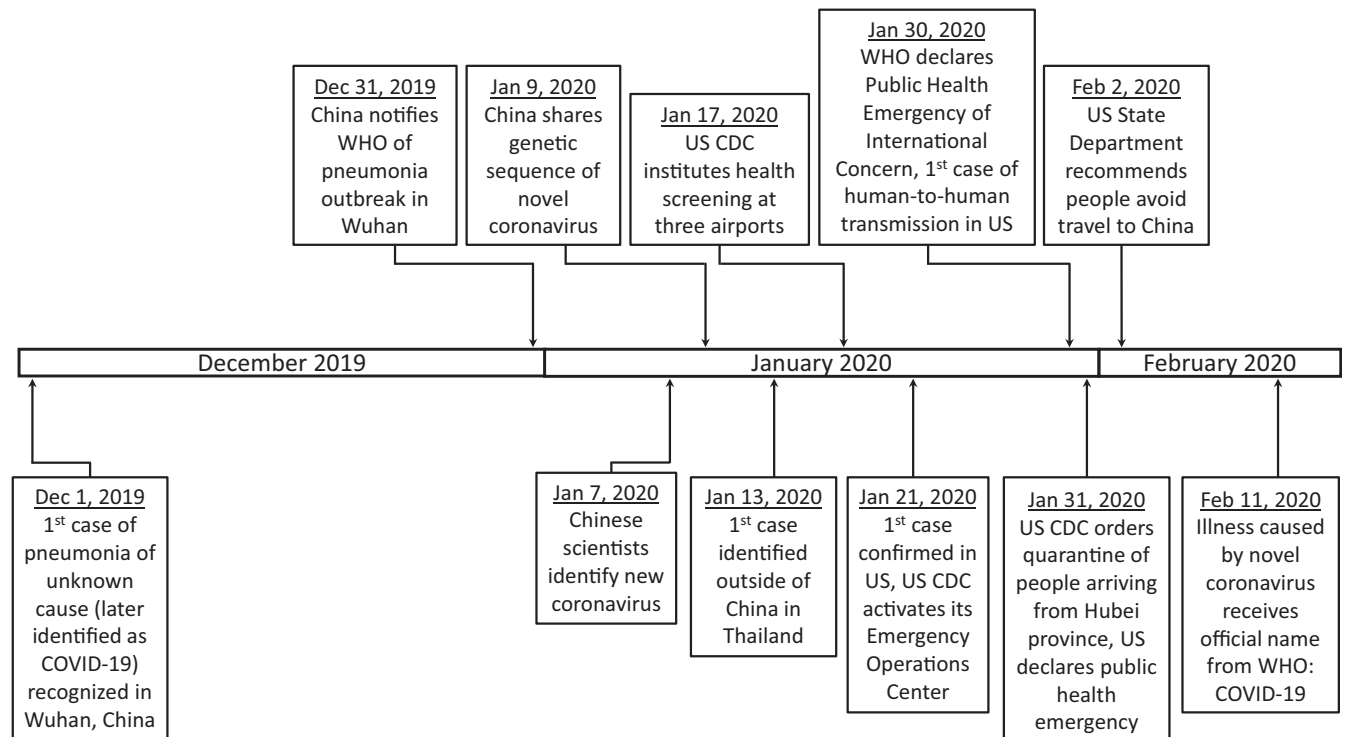 Dec 31, 2019
China notifies
WHO of
pneumonia
outbreak in
Wuhan
Jan 9, 2020
China shares
genetic
sequence of
novel
coronavirus
Jan 17, 2020
US CDC
institutes health
screening at
three airports
Jan 30, 2020
WHO declares
Public Health
Emergency of
International
Concern, 1st case of
human-to-human
transmission in US
Feb 2, 2020
US State
Department
recommends
people avoid
travel to China
December 2019
January 2020
February 2020
Dec 1, 2019
1st case of
pneumonia of
unknown
cause (later
identified as
COVID-19)
recognized in
Wuhan, China
Jan 7, 2020
Chinese
scientists
identify new
coronavirus
Jan 13, 2020
1st case
identified
outside of
China in
Thailand
Jan 21, 2020
1st case
confirmed in
US, US CDC
activates its
Emergency
Operations
Center
Jan 31, 2020
US CDC orders
quarantine of
people arriving
from Hubei
province, US
declares public
health
emergency
Feb 11, 2020
Illness caused
by novel
coronavirus
receives
official name
from WHO:
COVID-19